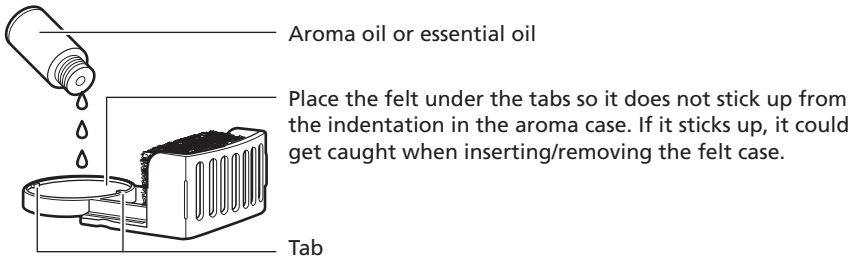 Aroma oil or essential oil
Place the felt under the tabs so it does not stick up from
the indentation in the aroma case. If it sticks up, it could
get caught when inserting/removing the felt case.
Tab